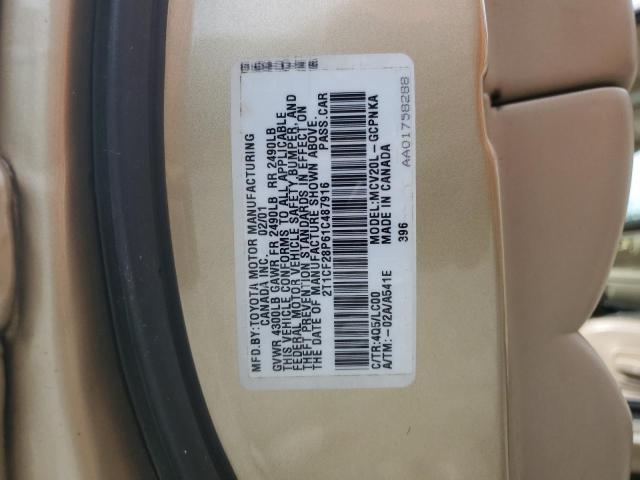 MFD.BY:TOYOTA MOTOR MANUFACTURING
CANADA INC. 02/01
GVWR 4300LB GAWR FR 2490LB RR 2490LB
THIS VEHICLE CONFORMS TO ALL APPLICABLE
FEDERAL MOTOR VEHICLE SAFETY BUMPER, AND
THEFT PREVENTION STANDARDS IN EFFECT ON
THE DATE OF MANUFACTURE SHOWN ABOVE.
2T1CF28P61C487916 PASS.CAR
C/TR:4Q5/LC00 MODEL:MCV20L-GCPNKA
A/TM:-02A/A541E MADE IN CANADA
396
AA01758288